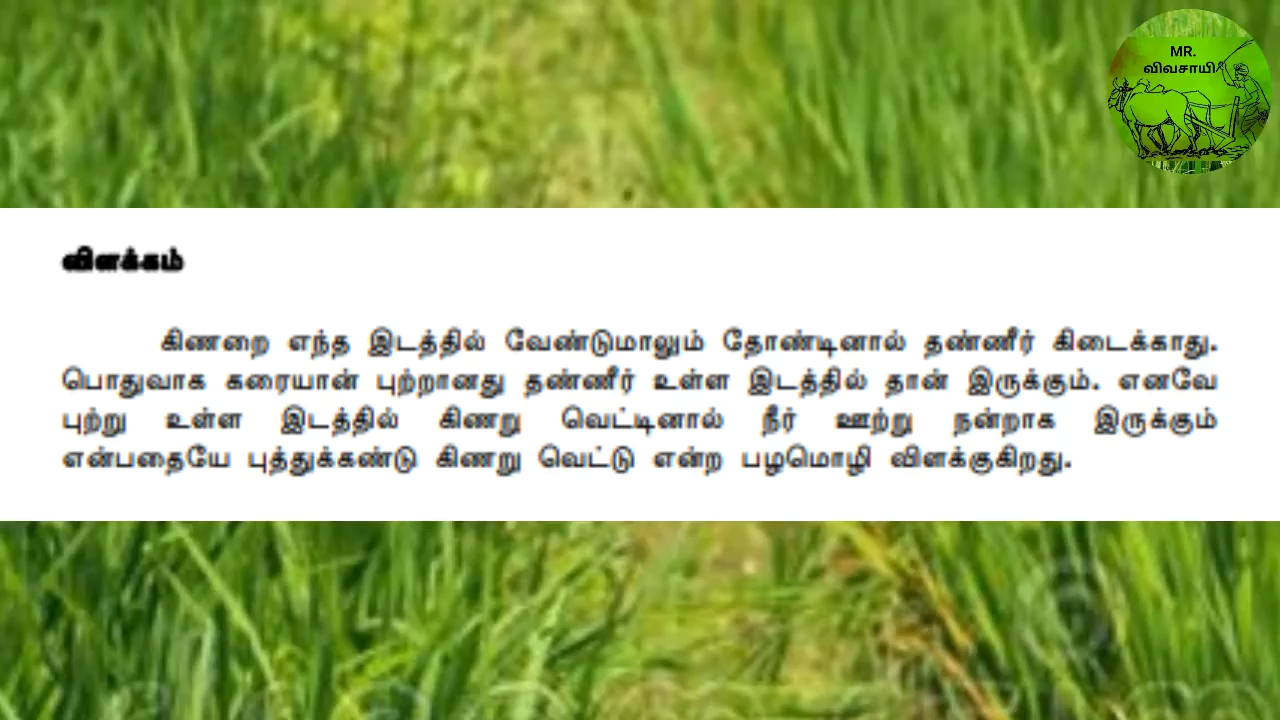 MR.
விவசாயி
விளக்கம்
கிணறை எந்த இடத்தில் வேண்டுமாலும் தோண்டினால் தண்ணீர் கிடைக்காது.
பொதுவாக கரையான் புற்றானது தண்ணீர் உள்ள இடத்தில் தான் இருக்கும். எனவே
புற்று உள்ள இடத்தில் கிணறு வெட்டினால் நீர் ஊற்று நன்றாக இருக்கும்
என்பதையே புத்துக்கண்டு கிணறு வெட்டு என்ற பழமொழி விளக்குகிறது.